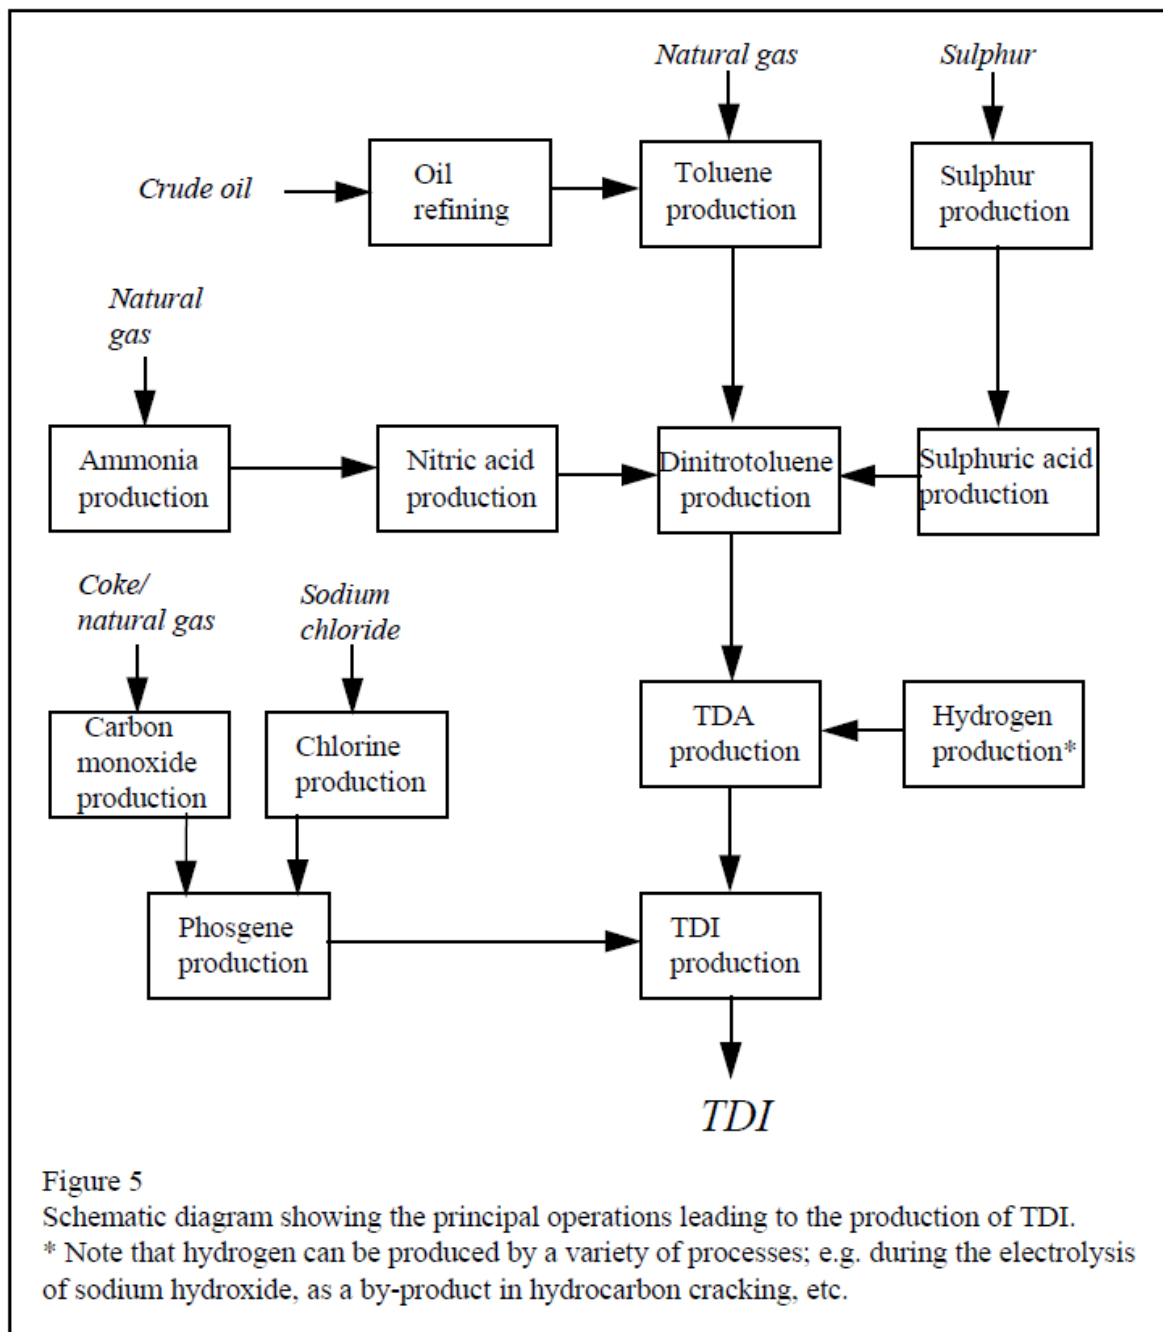 Natural gas
Sulphur
Crude oil
Oil
refining
Toluene
production
Sulphur
production
Natural
gas
Ammonia
production
Nitric acid
production
Dinitrotoluene
production
Sulphuric acid
production
Coke/
natural gas
Sodium
chloride
Carbon
monoxide
production
Chlorine
production
TDA
production
Hydrogen
production*
Phosgene
production
TDI
production
TDI
Figure 5
Schematic diagram showing the principal operations leading to the production of TDI.
* Note that hydrogen can be produced by a variety of processes; e.g. during the electrolysis
of sodium hydroxide, as a by-product in hydrocarbon cracking, etc.